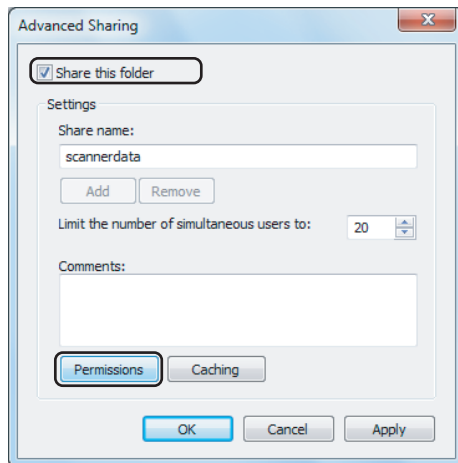 Advanced Sharing
Share this folder
Settings
Share name:
scannerdata
Add Remove
Limit the number of simultaneous users to: 20
Comments:
Permissions Caching
OK Cancel Apply